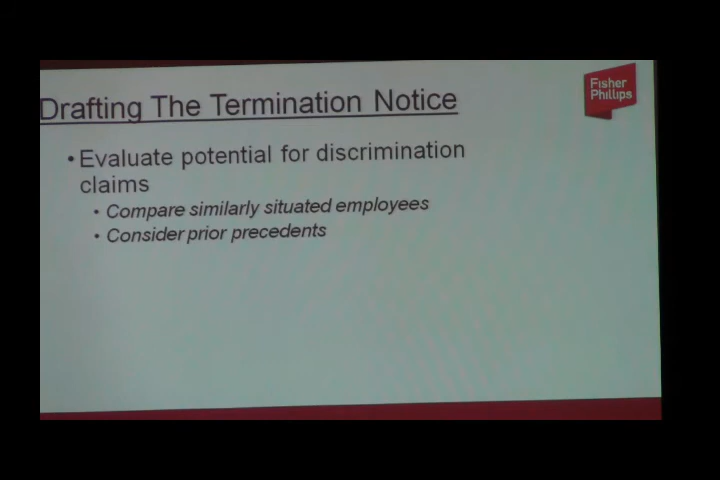 Drafting The Termination Notice
Fisher
Phillips
• Evaluate potential for discrimination
claims
• Compare similarly situated employees
• Consider prior precedents